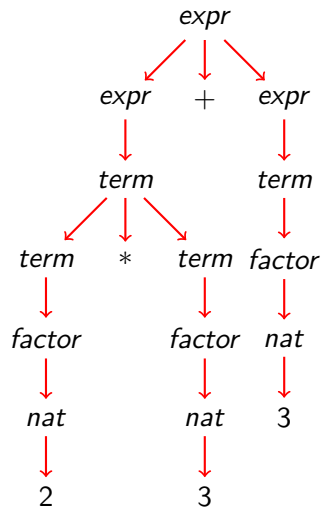 expr
expr + expr
term term
term * term factor
factor factor nat
nat nat 3
2 3